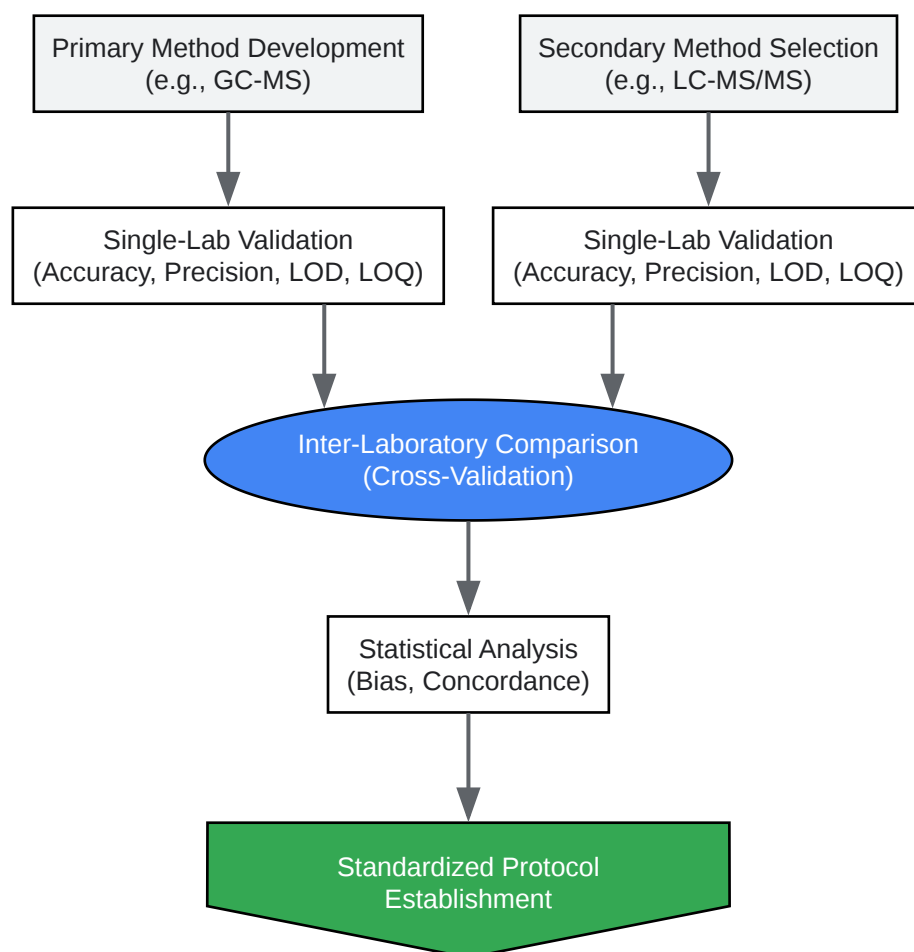 Primary Method Development
(e.g., GC-MS)
Secondary Method Selection
(e.g., LC-MS/MS)
Single-Lab Validation
(Accuracy, Precision, LOD, LOQ)
Single-Lab Validation
(Accuracy, Precision, LOD, LOQ)
Inter-Laboratory Comparison
(Cross-Validation)
Statistical Analysis
(Bias, Concordance)
Standardized Protocol
Establishment